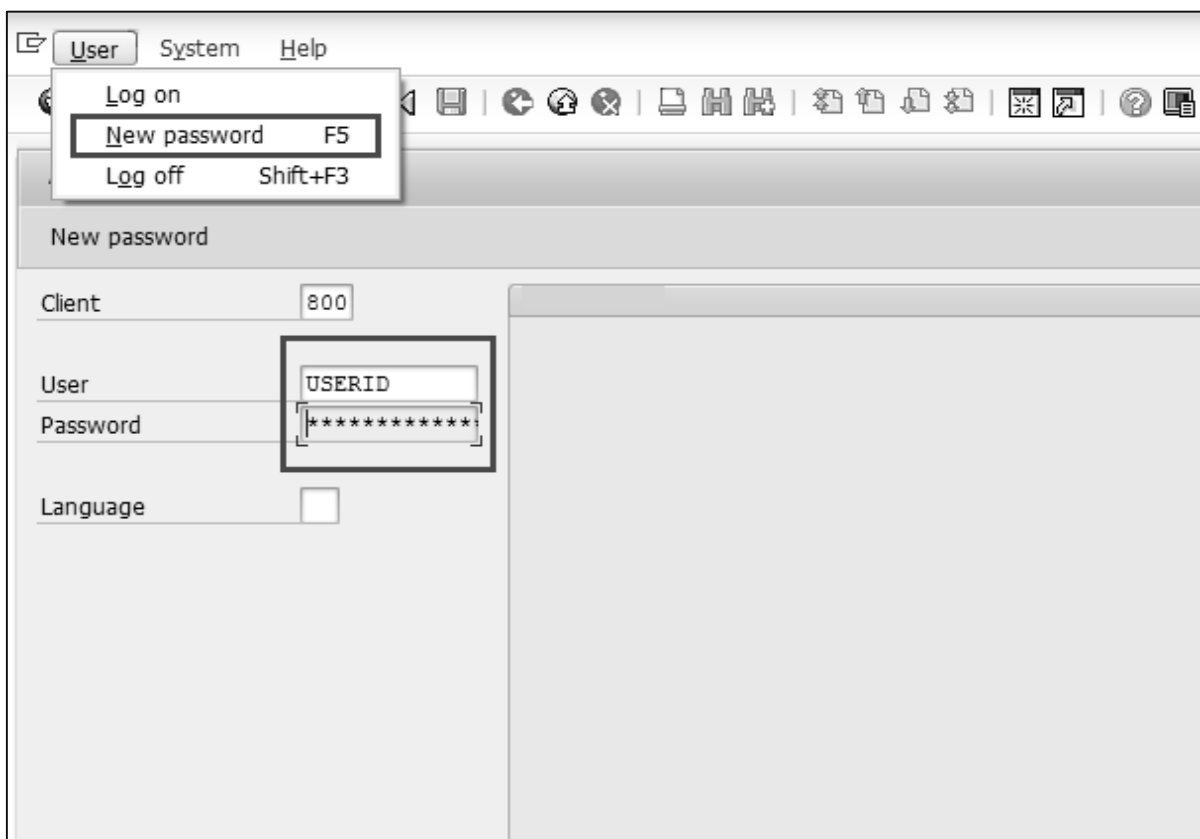 User System Help
Log on
New password F5
Log off Shift+F3
New password
Client 800
User USERID
Password *************
Language